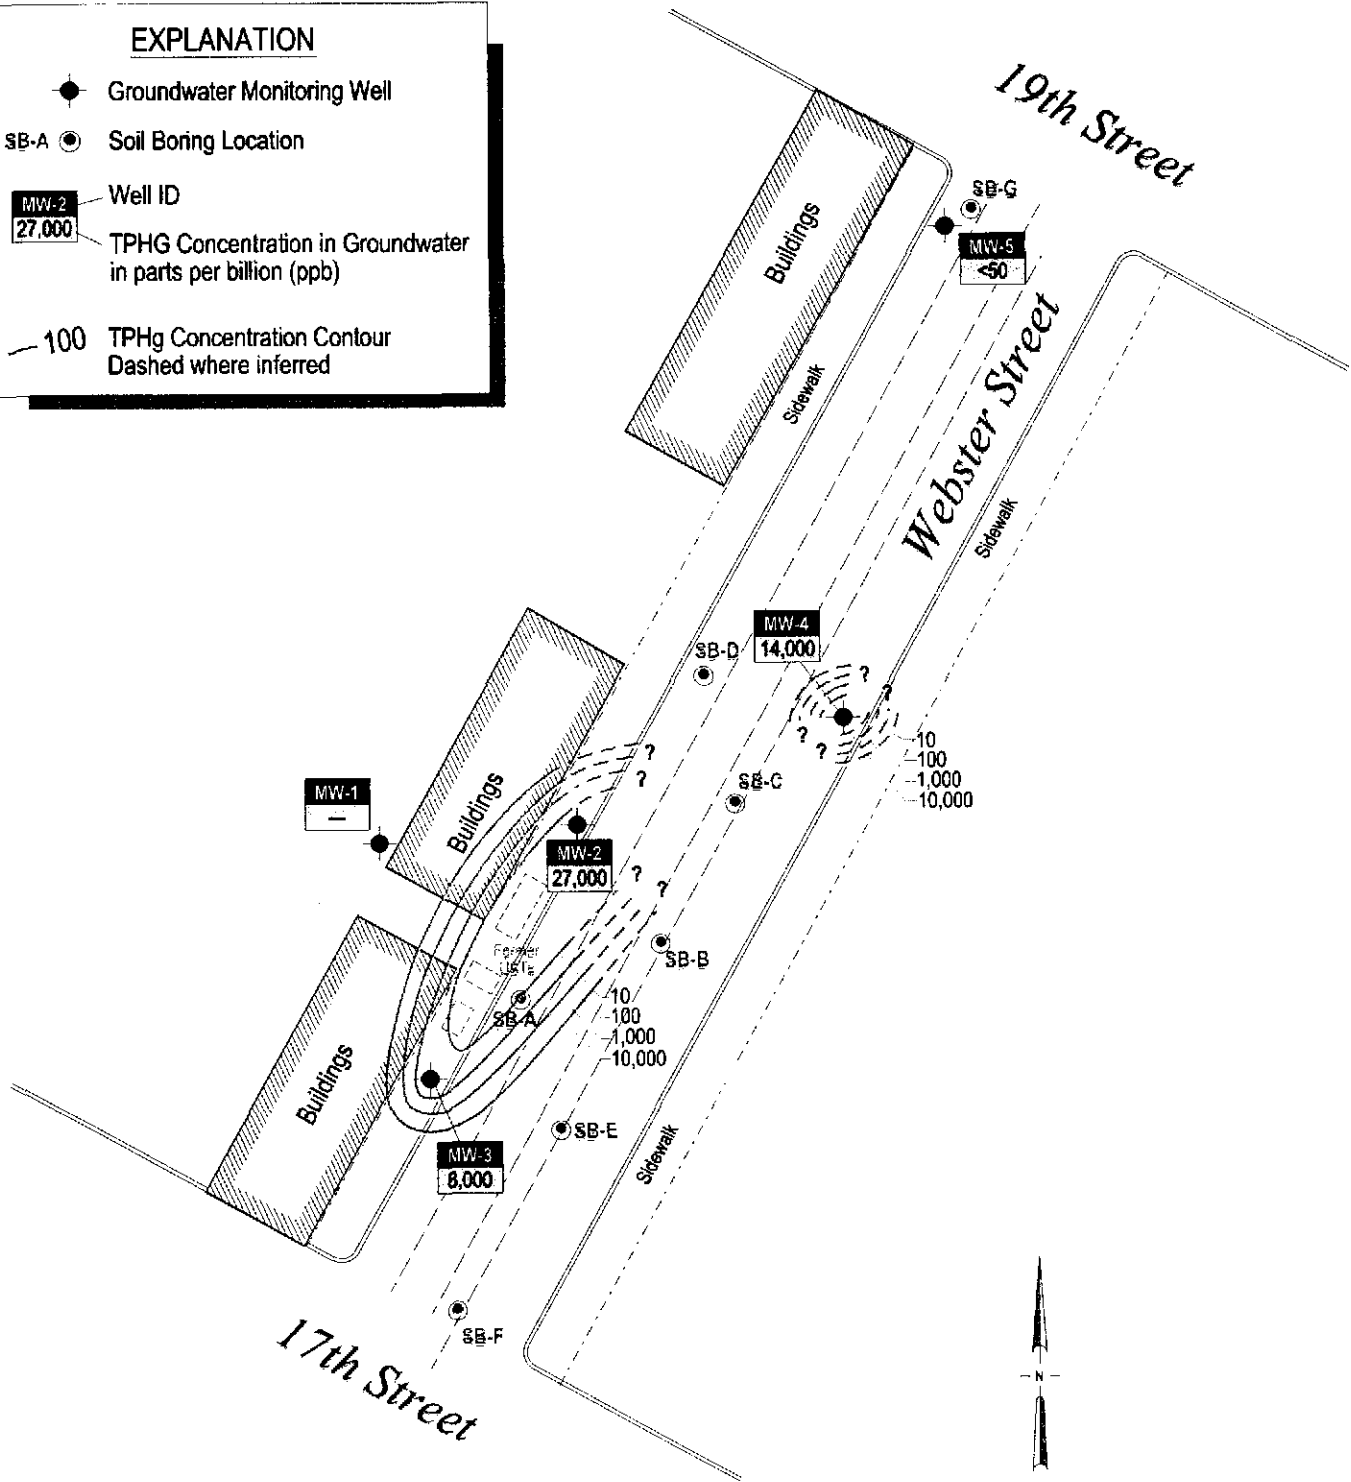 EXPLANATION
Groundwater Monitoring Well
SB-A
Soil Boring Location
MW-2
27,000
Well ID
TPHG Concentration in Groundwater
in parts per billion (ppb)
100
TPHg Concentration Contour
Dashed where inferred
19th Street
SB-G
MW-5
<50
Buildings
Sidewalk
Webster Street
Sidewalk
MW-4
14,000
SB-D
?
?
?
?
10
100
1,000
10,000
SB-C
?
?
MW-1
—
Buildings
MW-2
27,000
?
?
SB-B
Former
USTs
SB-A
10
100
1,000
10,000
Buildings
SB-E
MW-3
8,000
Sidewalk
SB-F
17th Street
N